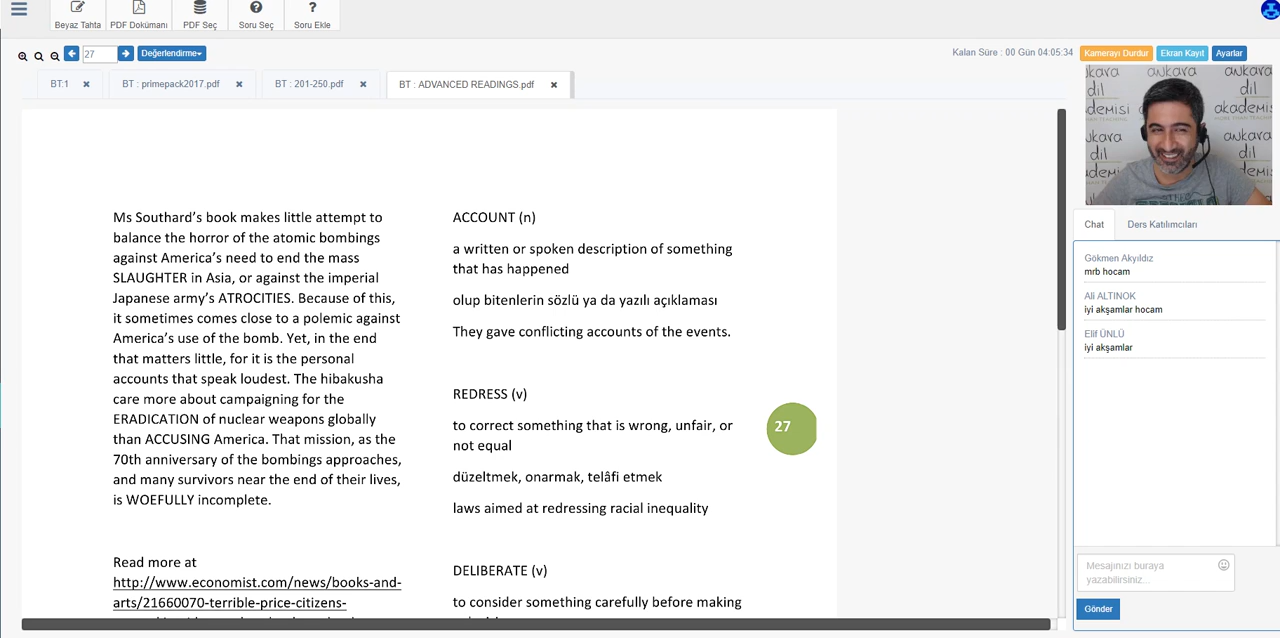 Beyaz Tahta
PDF Dokümanı
PDF Seç
Soru Seç
Soru Ekle
27
Değerlendirme
Kalan Süre : 00 Gün 04:05:34
Kamerayı Durdur
Ekran Kayıt
Ayarlar
BT:1
BT : primepack2017.pdf
BT : 201-250.pdf
BT : ADVANCED READINGS.pdf
Ms Southard's book makes little attempt to
balance the horror of the atomic bombings
against America's need to end the mass
SLAUGHTER in Asia, or against the imperial
Japanese army's ATROCITIES. Because of this,
it sometimes comes close to a polemic against
America's use of the bomb. Yet, in the end
that matters little, for it is the personal
accounts that speak loudest. The hibakusha
care more about campaigning for the
ERADICATION of nuclear weapons globally
than ACCUSING America. That mission, as the
70th anniversary of the bombings approaches,
and many survivors near the end of their lives,
is WOEFULLY incomplete.
Read more at
http://www.economist.com/news/books-and-
arts/21660070-terrible-price-citizens-
ACCOUNT (n)
a written or spoken description of something
that has happened
olup bitenlerin sözlü ya da yazılı açıklaması
They gave conflicting accounts of the events.
REDRESS (v)
to correct something that is wrong, unfair, or
not equal
düzeltmek, onarmak, telâfi etmek
laws aimed at redressing racial inequality
DELIBERATE (v)
to consider something carefully before making
27
ankara
dil
akademisi
ankara
dil
Chat
Ders Katılımcıları
Gökmen Akyıldız
mrb hocam
Ali ALTINOK
iyi akşamlar hocam
Elif ÜNLÜ
iyi akşamlar
Mesajınızı buraya
yazabilirsiniz...
Gönder